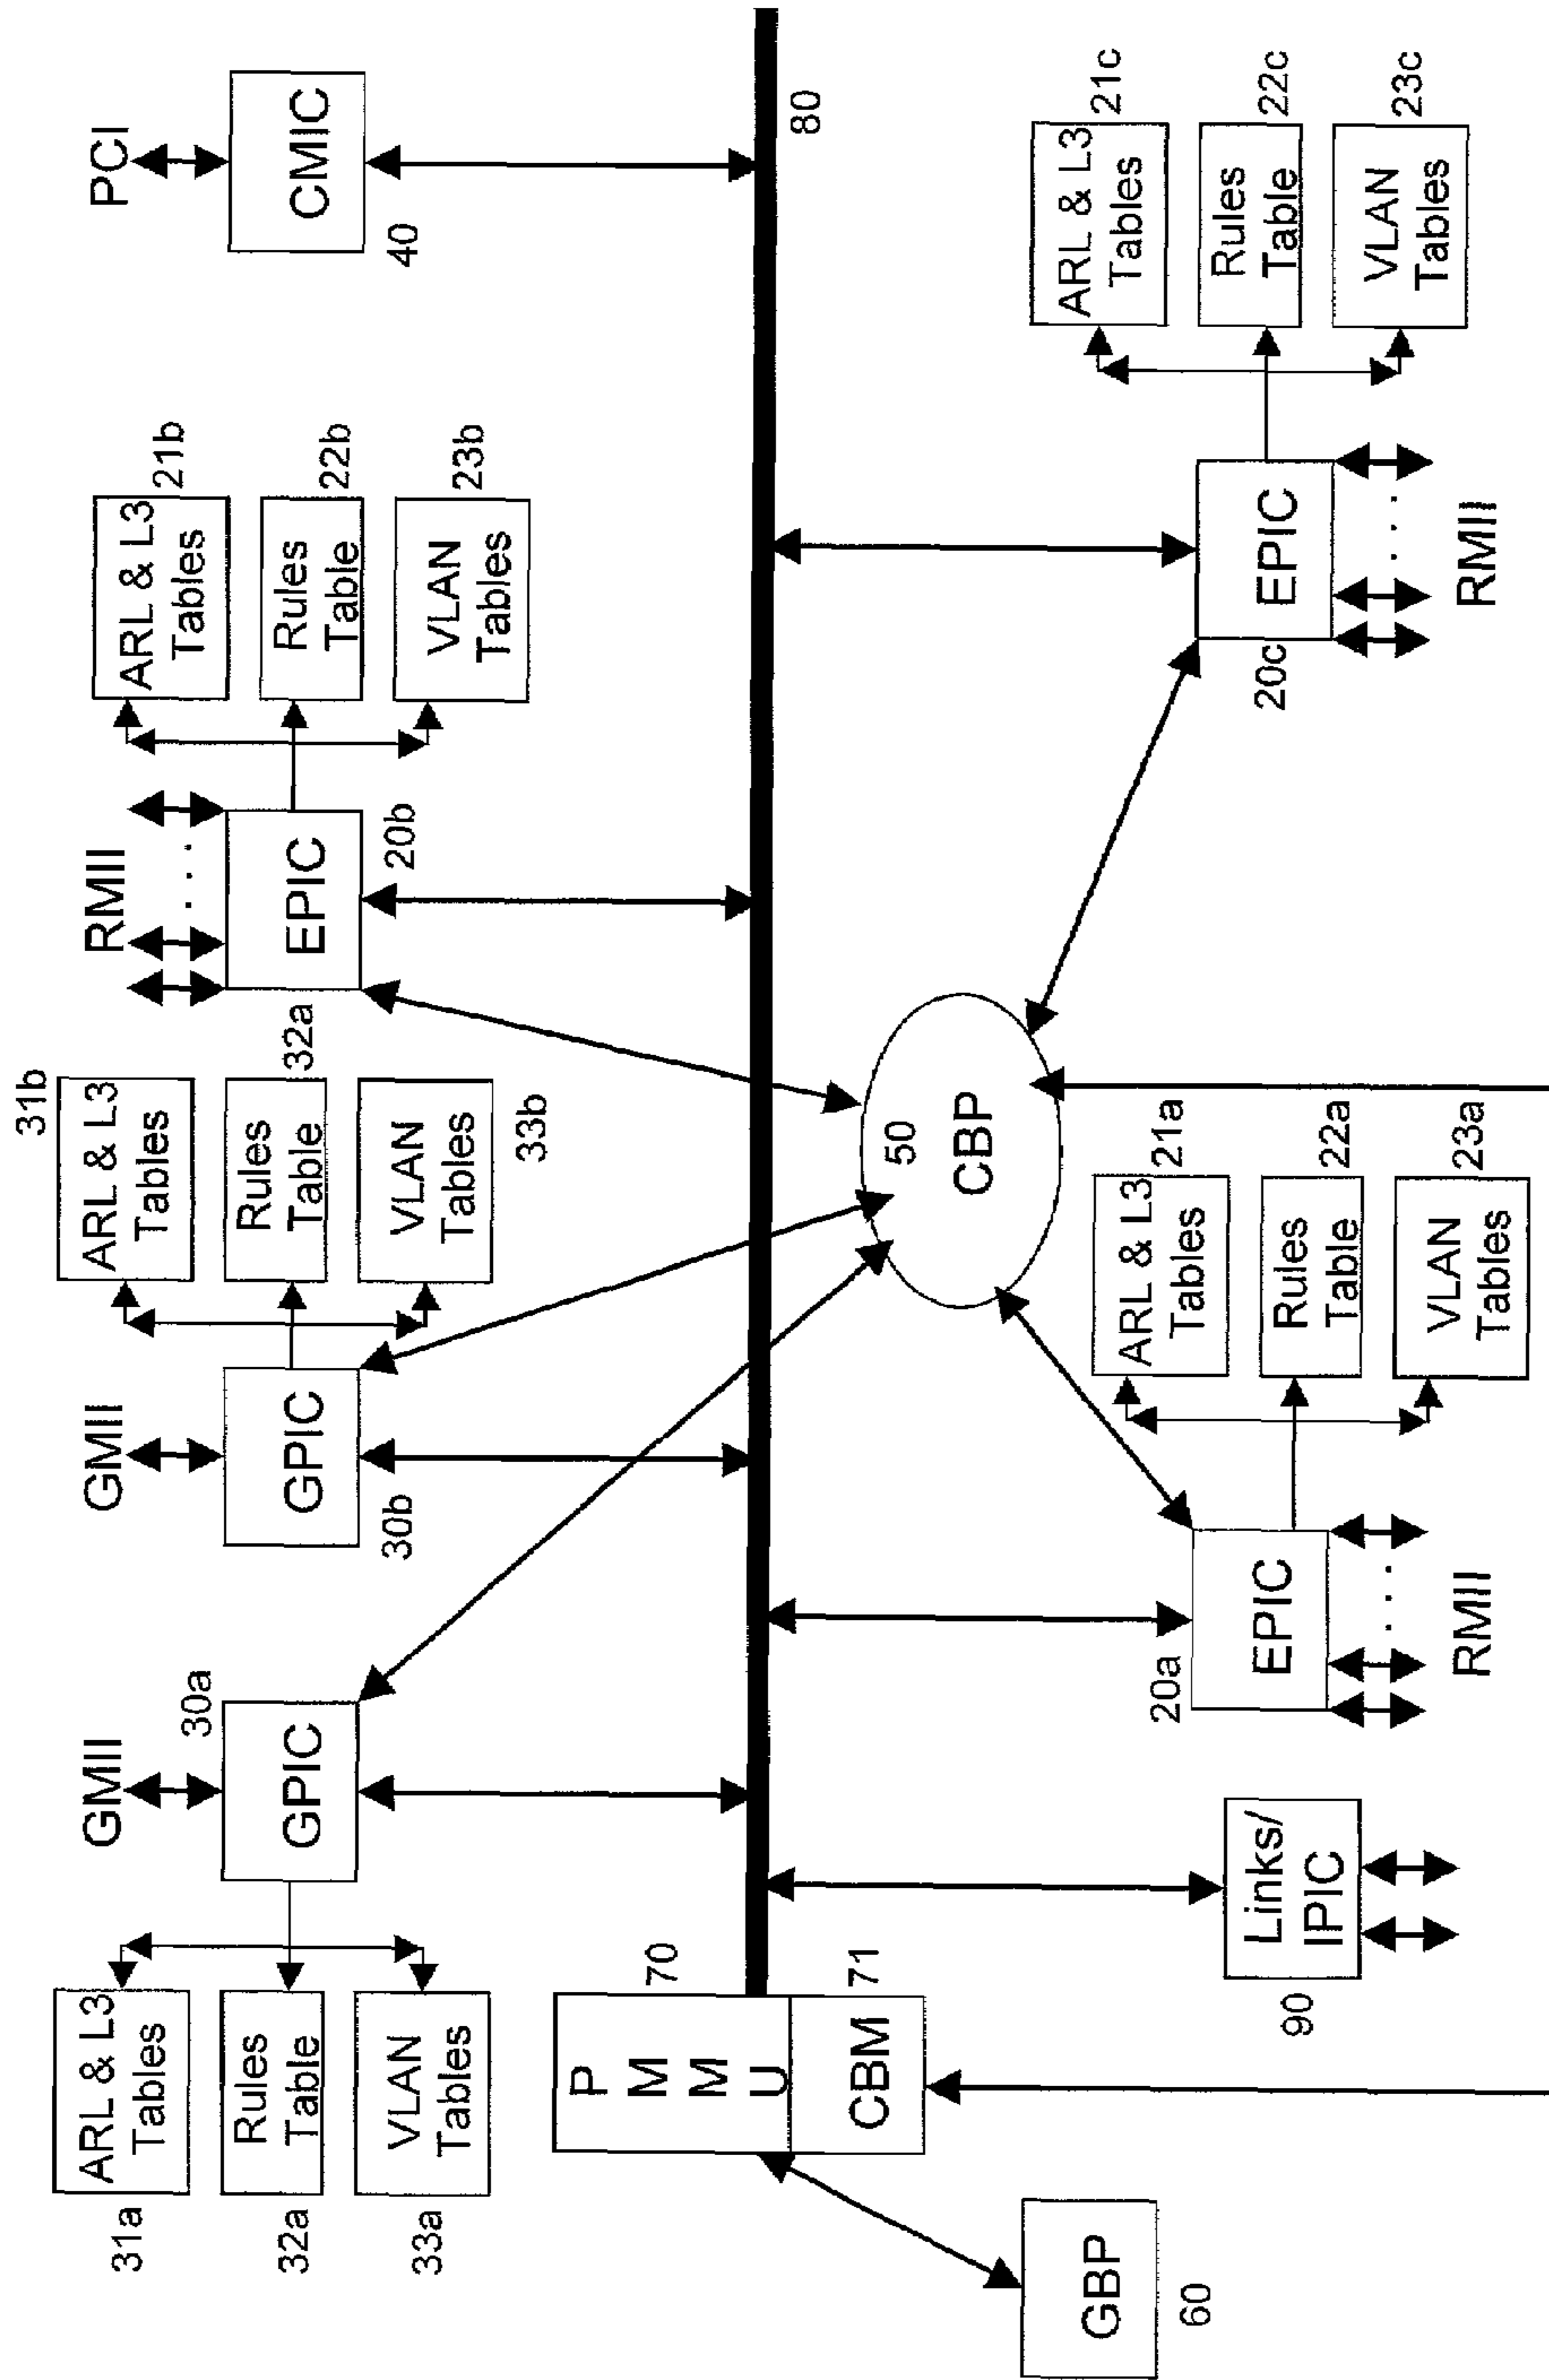 GMII
GMII
RMII
PCI
31a
ARL & L3
Tables
32a
Rules
Table
33a
VLAN
Tables
30a
GPIC
GPIC
30b
31b
ARL & L3
Tables
Rules
Table
32a
VLAN
Tables
33b
EPIC
20b
ARL & L3
Tables
21b
Rules
Table
22b
VLAN
Tables
23b
CMIC
40
P
M
M
U
70
CBM
71
80
GBP
60
50
CBP
Links/
IPIC
90
20a
EPIC
RMII
ARL & L3
Tables
21a
Rules
Table
22a
VLAN
Tables
23a
EPIC
20c
RMII
ARL & L3
Tables
21c
Rules
Table
22c
VLAN
Tables
23c